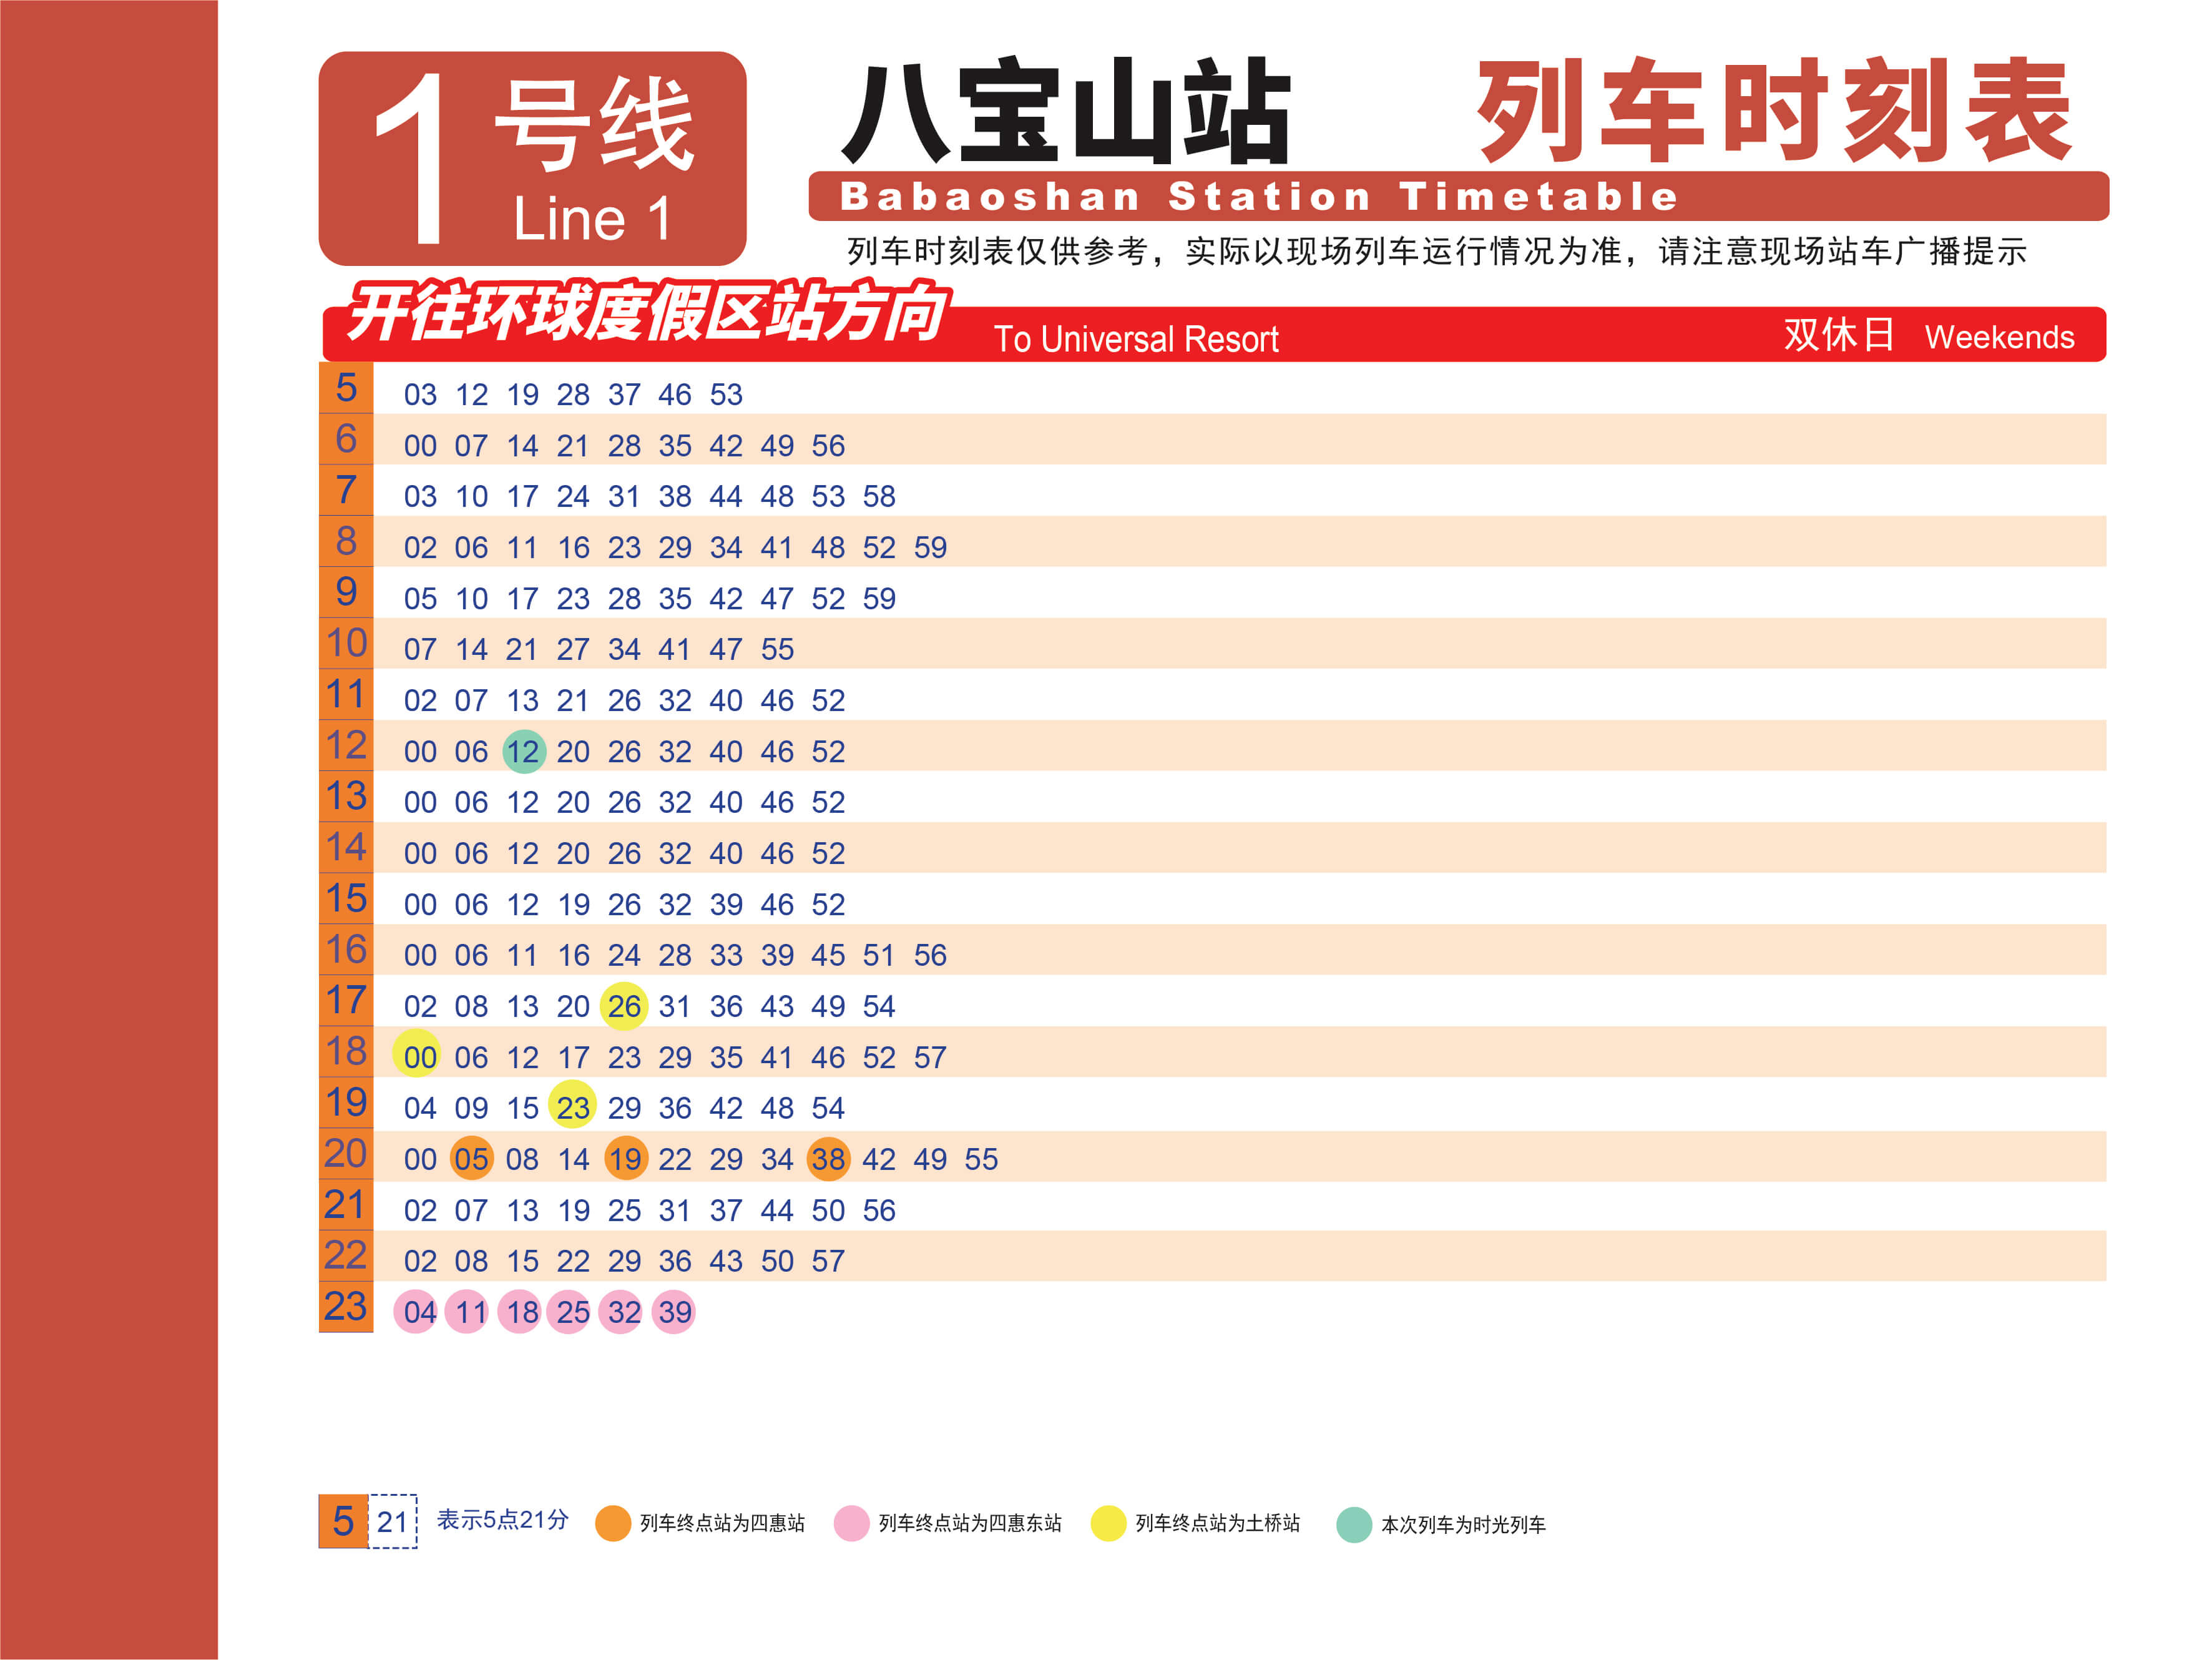 1号线
Line 1
八宝山站 列车时刻表
Babaoshan Station Timetable
列车时刻表仅供参考，实际以现场列车运行情况为准，请注意现场站车广播提示
开往环球度假区站方向 To Universal Resort 双休日 Weekends
5 03 12 19 28 37 46 53
6 00 07 14 21 28 35 42 49 56
7 03 10 17 24 31 38 44 48 53 58
8 02 06 11 16 23 29 34 41 48 52 59
9 05 10 17 23 28 35 42 47 52 59
10 07 14 21 27 34 41 47 55
11 02 07 13 21 26 32 40 46 52
12 00 06 12 20 26 32 40 46 52
13 00 06 12 20 26 32 40 46 52
14 00 06 12 20 26 32 40 46 52
15 00 06 12 19 26 32 39 46 52
16 00 06 11 16 24 28 33 39 45 51 56
17 02 08 13 20 26 31 36 43 49 54
18 00 06 12 17 23 29 35 41 46 52 57
19 04 09 15 23 29 36 42 48 54
20 00 05 08 14 19 22 29 34 38 42 49 55
21 02 07 13 19 25 31 37 44 50 56
22 02 08 15 22 29 36 43 50 57
23 04 11 18 25 32 39
5 21 表示5点21分 列车终点站为四惠站 列车终点站为四惠东站 列车终点站为土桥站 本次列车为时光列车